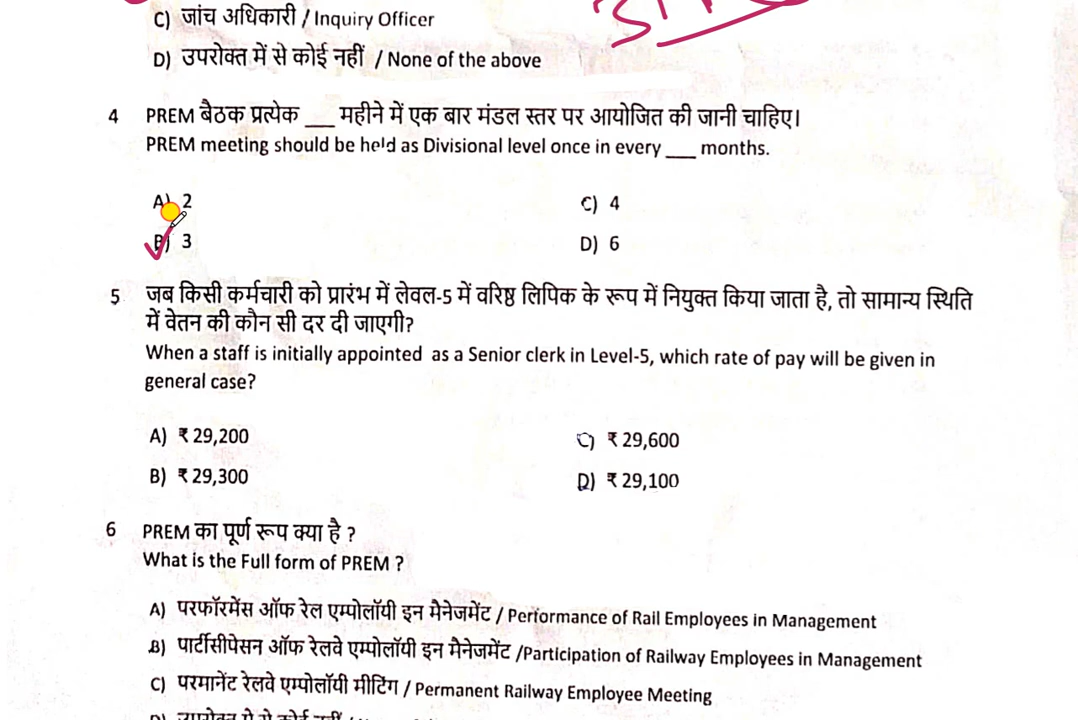 C) जांच अधिकारी / Inquiry Officer
D) उपरोक्त में से कोई नहीं / None of the above
4 PREM बैठक प्रत्येक ___ महीने में एक बार मंडल स्तर पर आयोजित की जानी चाहिए।
PREM meeting should be held as Divisional level once in every ___ months.
A) 2 C) 4
B) 3 D) 6
5 जब किसी कर्मचारी को प्रारंभ में लेवल-5 में वरिष्ठ लिपिक के रूप में नियुक्त किया जाता है, तो सामान्य स्थिति
में वेतन की कौन सी दर दी जाएगी?
When a staff is initially appointed as a Senior clerk in Level-5, which rate of pay will be given in
general case?
A) ₹ 29,200 C) ₹ 29,600
B) ₹ 29,300 D) ₹ 29,100
6 PREM का पूर्ण रूप क्या है ?
What is the Full form of PREM ?
A) परफॉरमेंस ऑफ रेल एम्पोलॉयी इन मैनेजमेंट / Performance of Rail Employees in Management
B) पार्टीसीपेसन ऑफ रेलवे एम्पोलॉयी इन मैनेजमेंट /Participation of Railway Employees in Management
C) परमानेंट रेलवे एम्पोलॉयी मीटिंग / Permanent Railway Employee Meeting